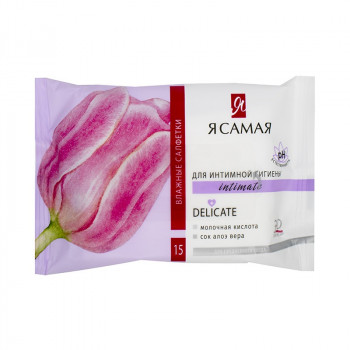 Я
Я САМАЯ
ВЛАЖНЫЕ САЛФЕТКИ
15
pH
ДЛЯ ИНТИМНОЙ ГИГИЕНЫ
intimate
DELICATE
молочная кислота
сок алоэ вера